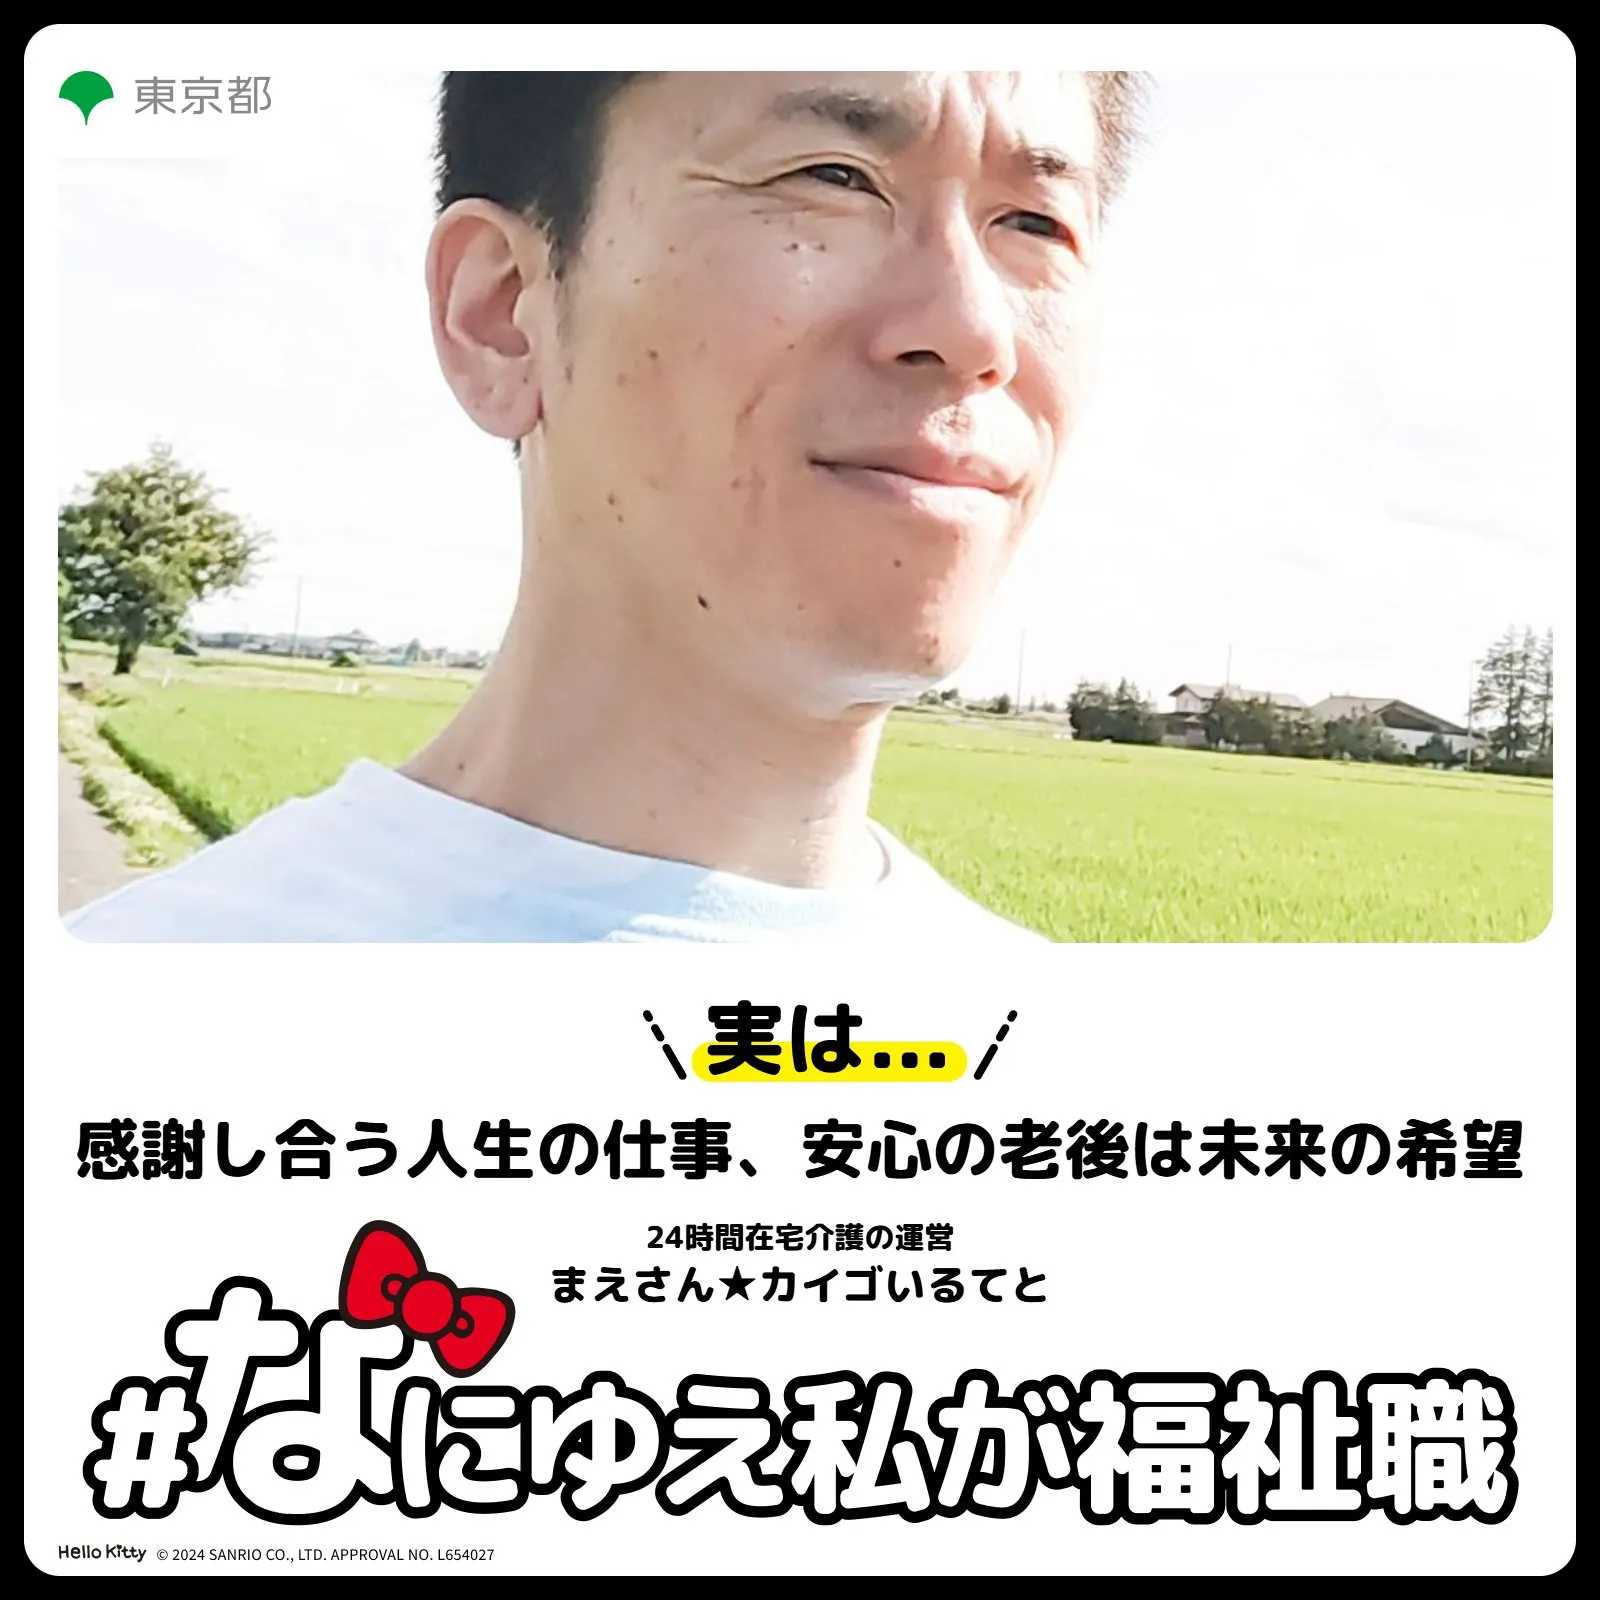 東京都
実は...
感謝し合う人生の仕事、安心の老後は未来の希望
24時間在宅介護の運営
まえさん★カイゴいるてと
#なにゆえ私が福祉職
Hello Kitty © 2024 SANRIO CO., LTD. APPROVAL NO. L654027